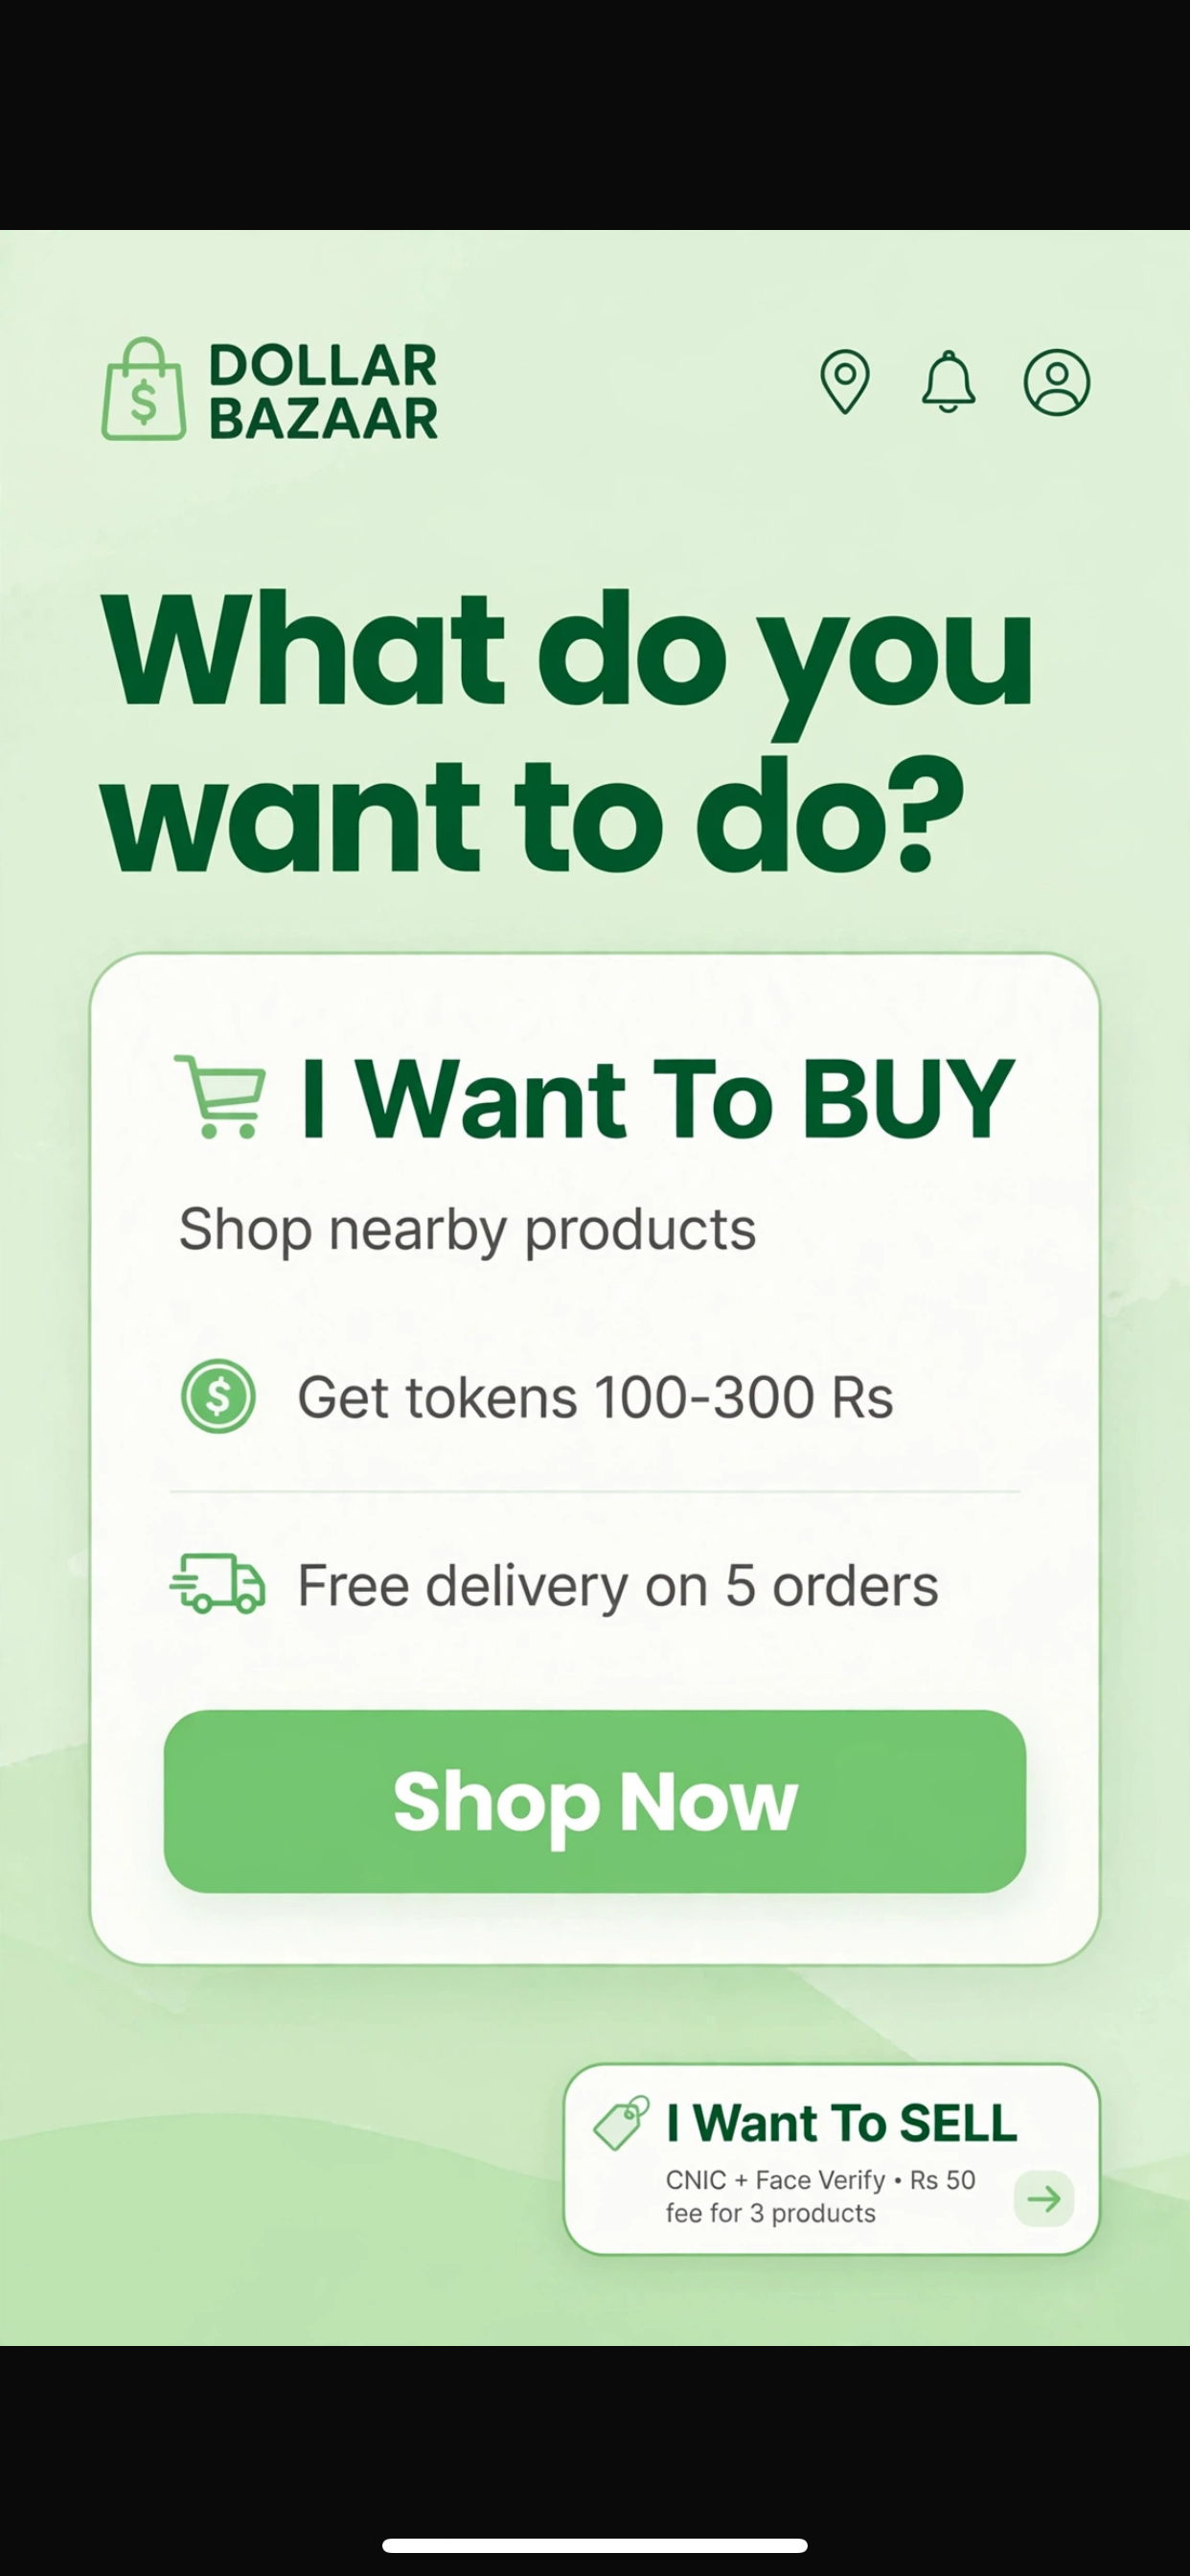 DOLLAR
BAZAAR
What do you
want to do?
I Want To BUY
Shop nearby products
$ Get tokens 100-300 Rs
Free delivery on 5 orders
Shop Now
I Want To SELL
CNIC + Face Verify • Rs 50
fee for 3 products